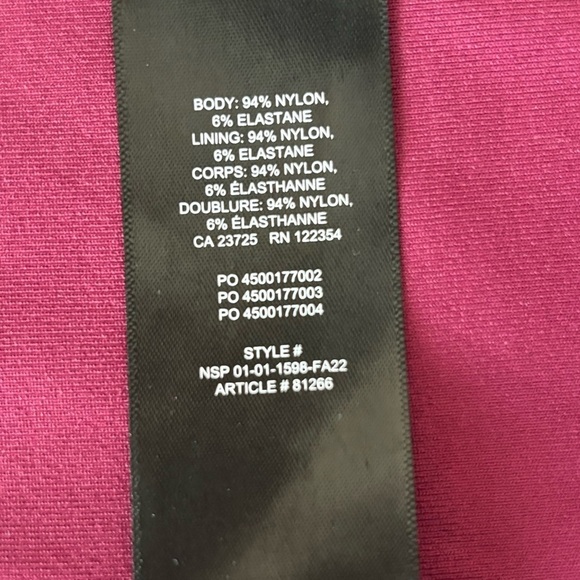 BODY: 94% NYLON,
6% ELASTANE
LINING: 94% NYLON,
6% ELASTANE
CORPS: 94% NYLON,
6% ÉLASTHANNE
DOUBLURE: 94% NYLON,
6% ÉLASTHANNE
CA 23725 RN 122354
PO 4500177002
PO 4500177003
PO 4500177004
STYLE #
NSP 01-01-1598-FA22
ARTICLE # 81266